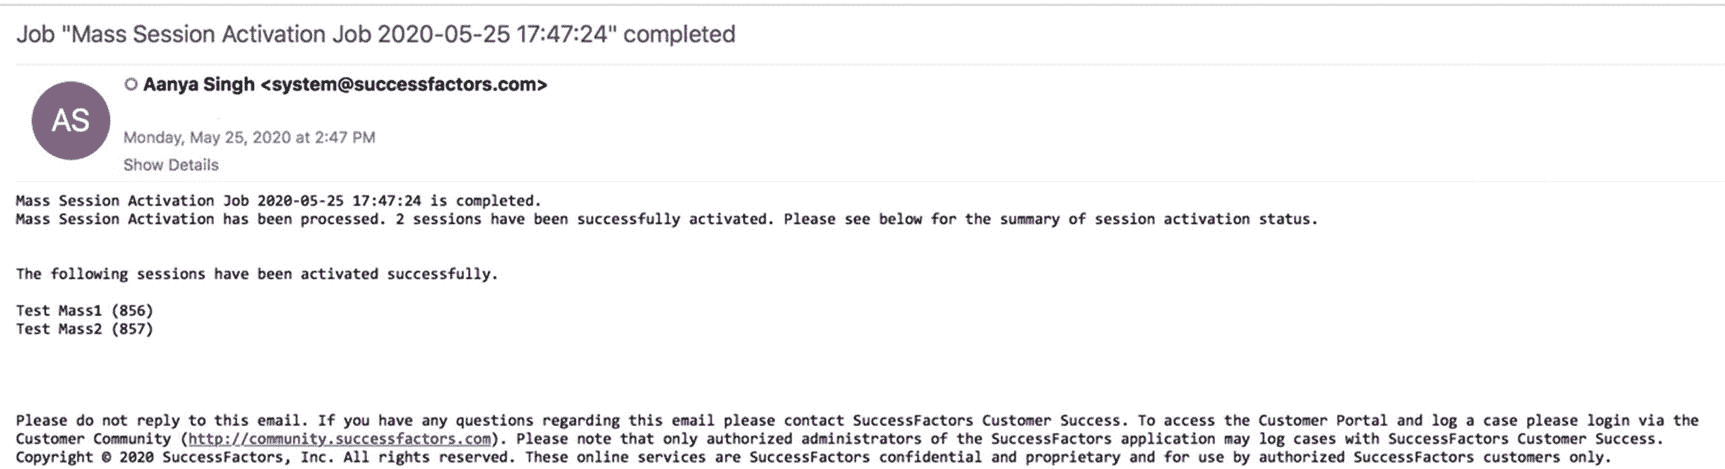 Job "Mass Session Activation Job 2020-05-25 17:47:24" completed
AS
Aanya Singh <system@successfactors.com>
Monday, May 25, 2020 at 2:47 PM
Show Details
Mass Session Activation Job 2020-05-25 17:47:24 is completed.
Mass Session Activation has been processed. 2 sessions have been successfully activated. Please see below for the summary of session activation status.
The following sessions have been activated successfully.
Test Mass1 (856)
Test Mass2 (857)
Please do not reply to this email. If you have any questions regarding this email please contact SuccessFactors Customer Success. To access the Customer Portal and log a case please login via the
Customer Community (http://community.successfactors.com). Please note that only authorized administrators of the SuccessFactors application may log cases with SuccessFactors Customer Success.
Copyright © 2020 SuccessFactors, Inc. All rights reserved. These online services are SuccessFactors confidential and proprietary and for use by authorized SuccessFactors customers only.